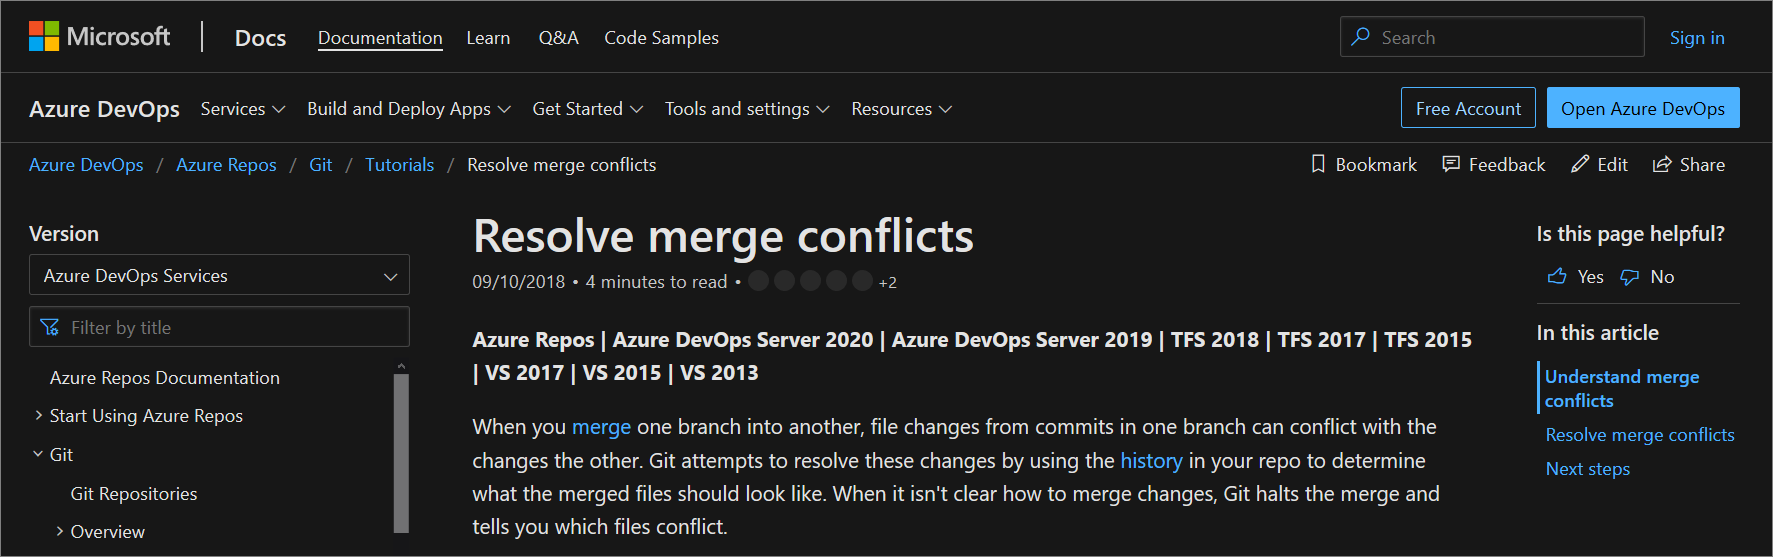 Microsoft
Docs
Documentation
Learn
Q&A
Code Samples
Search
Sign in
Azure DevOps
Services
Build and Deploy Apps
Get Started
Tools and settings
Resources
Free Account
Open Azure DevOps
Azure DevOps / Azure Repos / Git / Tutorials / Resolve merge conflicts
Bookmark
Feedback
Edit
Share
Version
Azure DevOps Services
Filter by title
Azure Repos Documentation
Start Using Azure Repos
Git
Git Repositories
Overview
Resolve merge conflicts
09/10/2018 • 4 minutes to read • +2
Azure Repos | Azure DevOps Server 2020 | Azure DevOps Server 2019 | TFS 2018 | TFS 2017 | TFS 2015
| VS 2017 | VS 2015 | VS 2013
When you merge one branch into another, file changes from commits in one branch can conflict with the
changes the other. Git attempts to resolve these changes by using the history in your repo to determine
what the merged files should look like. When it isn't clear how to merge changes, Git halts the merge and
tells you which files conflict.
Is this page helpful?
Yes
No
In this article
Understand merge
conflicts
Resolve merge conflicts
Next steps